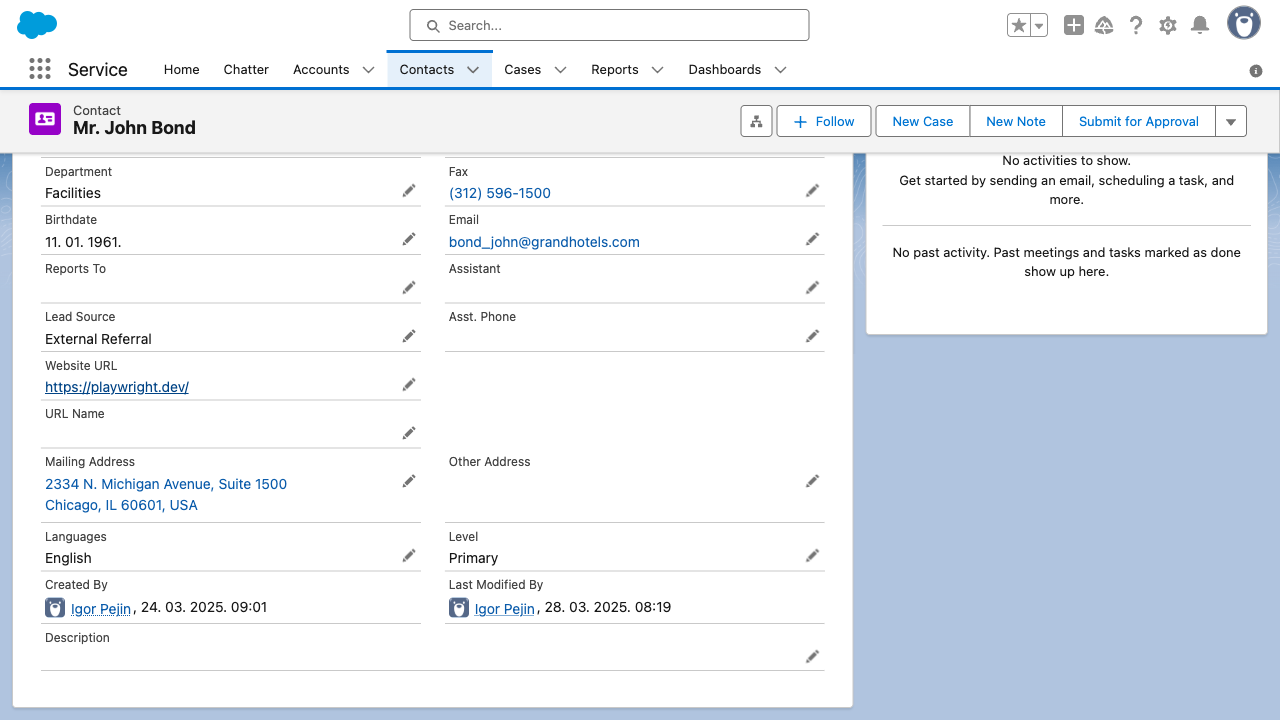 Search...
Service
Home
Chatter
Accounts
Contacts
Cases
Reports
Dashboards
Contact
Mr. John Bond
Follow
New Case
New Note
Submit for Approval
Department
Facilities
Fax
(312) 596-1500
Birthdate
11. 01. 1961.
Email
bond_john@grandhotels.com
Reports To
Assistant
Lead Source
External Referral
Asst. Phone
Website URL
https://playwright.dev/
URL Name
Mailing Address
2334 N. Michigan Avenue, Suite 1500
Chicago, IL 60601, USA
Other Address
Languages
English
Level
Primary
Created By
Igor Pejin, 24. 03. 2025. 09:01
Last Modified By
Igor Pejin, 28. 03. 2025. 08:19
Description
No activities to show.
Get started by sending an email, scheduling a task, and
more.
No past activity. Past meetings and tasks marked as done
show up here.